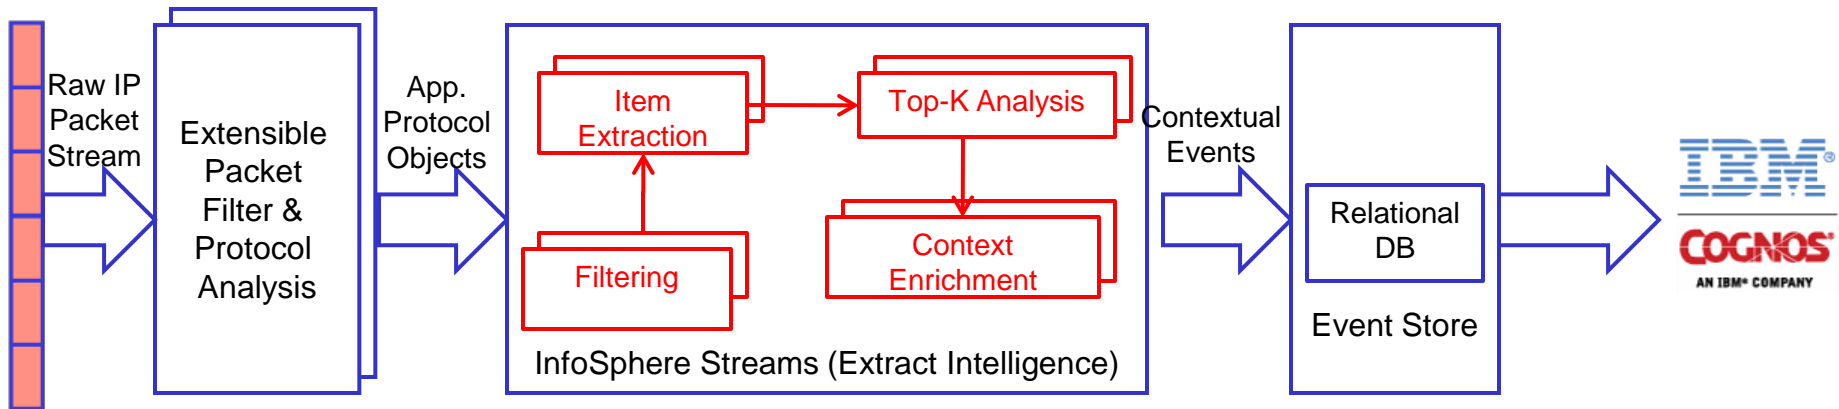 Raw IP
Packet
Stream
Extensible
Packet
Filter &
Protocol
Analysis
App.
Protocol
Objects
Item
Extraction
Top-K Analysis
Filtering
Context
Enrichment
InfoSphere Streams (Extract Intelligence)
Contextual
Events
Relational
DB
Event Store
IBM®
COGNOS®
AN IBM® COMPANY